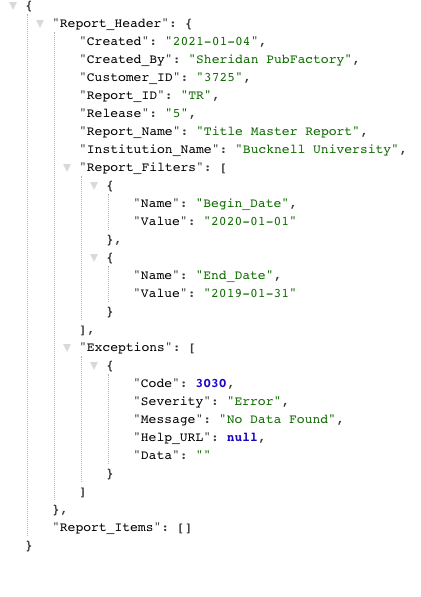 {
"Report_Header": {
"Created": "2021-01-04",
"Created_By": "Sheridan PubFactory",
"Customer_ID": "3725",
"Report_ID": "TR",
"Release": "5",
"Report_Name": "Title Master Report",
"Institution_Name": "Bucknell University",
"Report_Filters": [
{
"Name": "Begin_Date",
"Value": "2020-01-01"
},
{
"Name": "End_Date",
"Value": "2019-01-31"
}
],
"Exceptions": [
{
"Code": 3030,
"Severity": "Error",
"Message": "No Data Found",
"Help_URL": null,
"Data": ""
}
]
},
"Report_Items": []
}